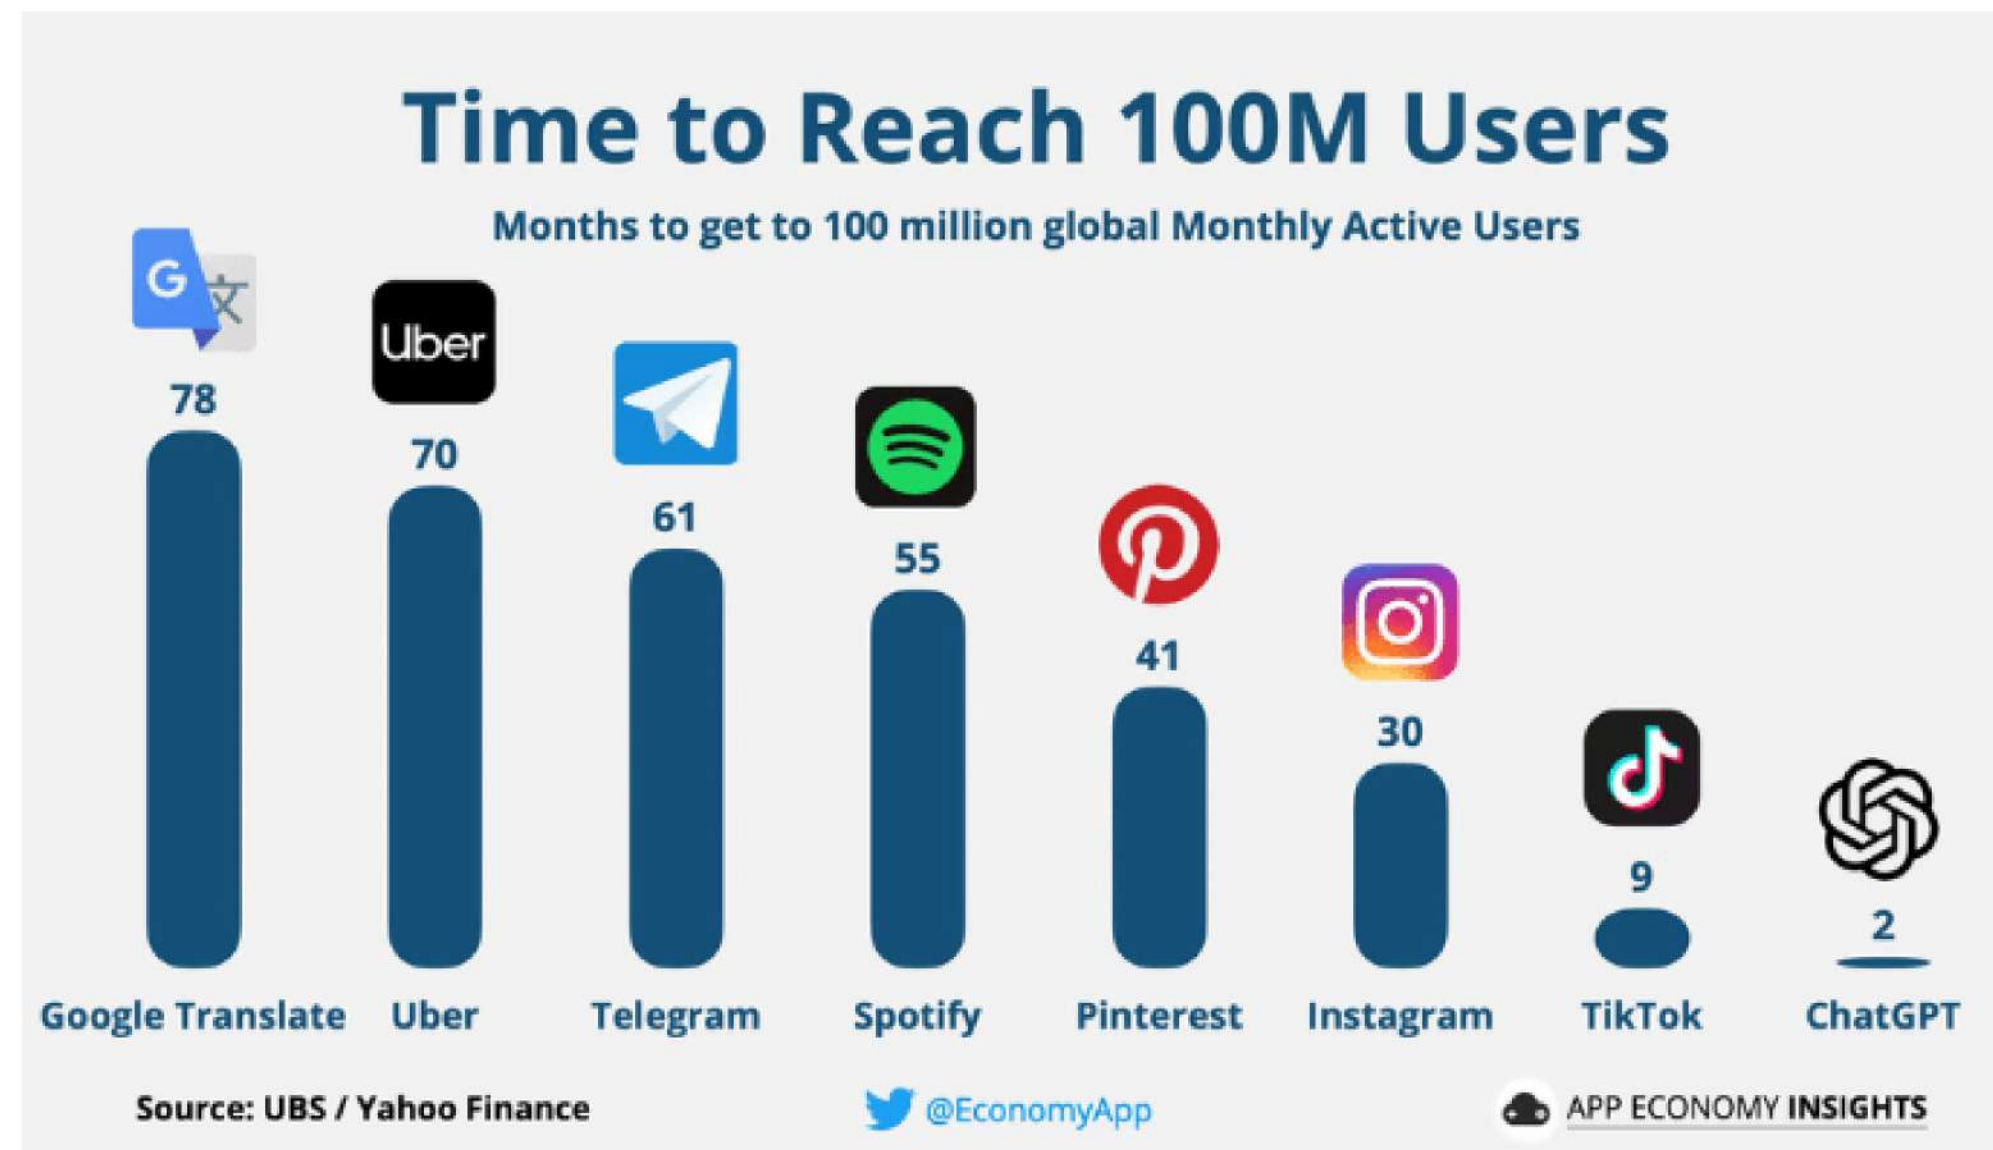 Time to Reach 100M Users
Months to get to 100 million global Monthly Active Users
G 文
Uber
78
70
61
55
41
30
9
2
Google Translate
Uber
Telegram
Spotify
Pinterest
Instagram
TikTok
ChatGPT
Source: UBS / Yahoo Finance
@EconomyApp
APP ECONOMY INSIGHTS